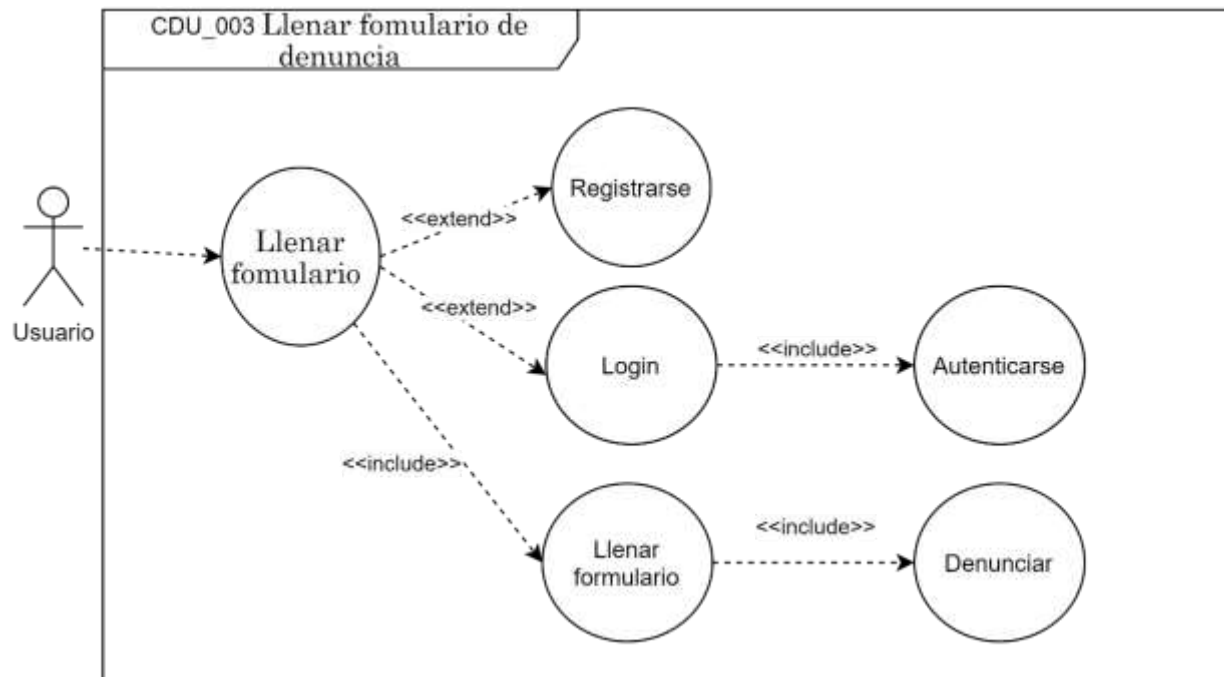 CDU_003 Llenar fomulario de
denuncia
Registrarse
<<extend>>
Llenar
fomulario
<<extend>>
Usuario
Login
<<include>>
Autenticarse
<<include>>
Llenar
formulario
<<include>>
Denunciar